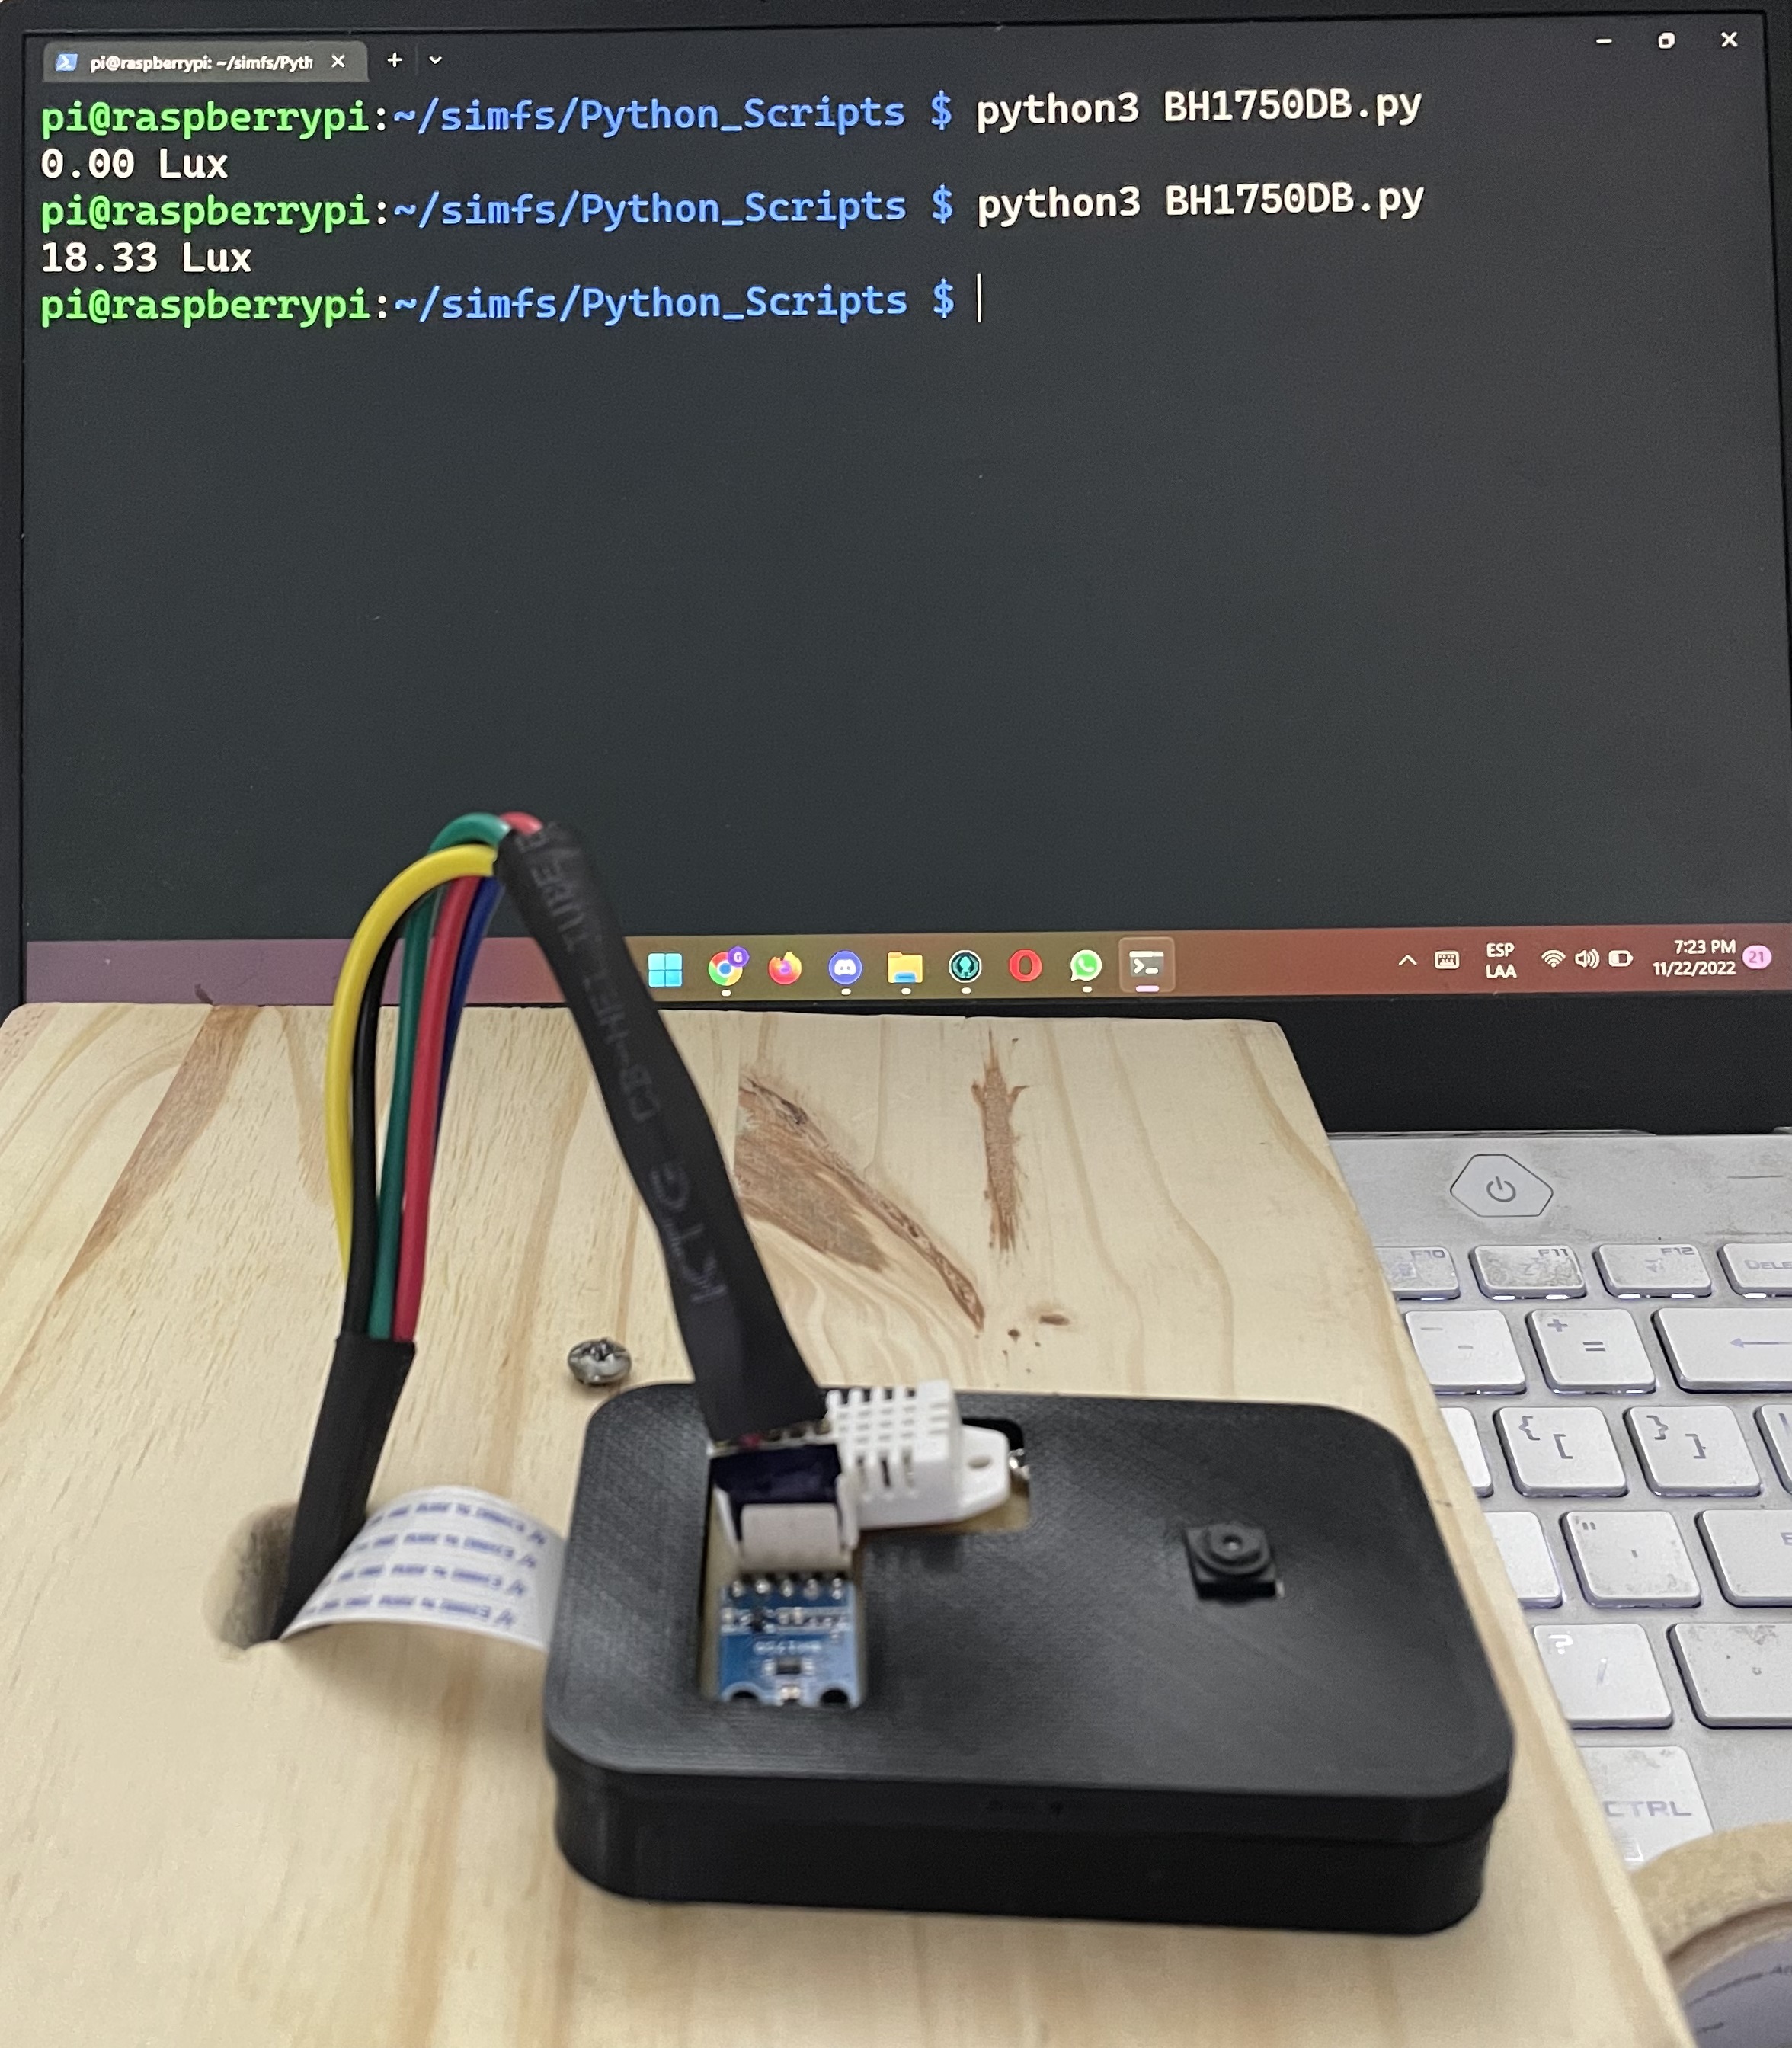 pi@raspberrypi: ~/simfs/Pyth
pi@raspberrypi:~/simfs/Python_Scripts $ python3 BH1750DB.py
0.00 Lux
pi@raspberrypi:~/simfs/Python_Scripts $ python3 BH1750DB.py
18.33 Lux
pi@raspberrypi:~/simfs/Python_Scripts $
G
ESP
LAA
7:23 PM
11/22/2022
21
KTG CB-HET
F10
F11
F12
DELE
- -
+ =
{ [
} ]
" '
? /
CTRL